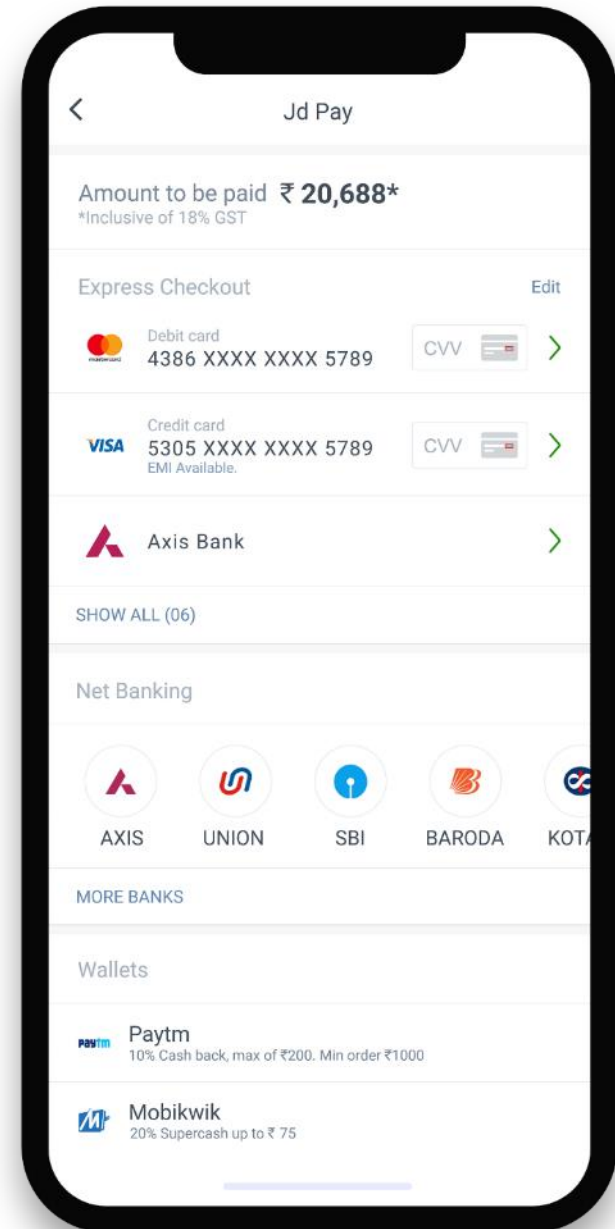 Jd Pay
Amount to be paid ₹ 20,688*
*Inclusive of 18% GST
Express Checkout Edit
mastercard
Debit card
4386 XXXX XXXX 5789 CVV
VISA
Credit card
5305 XXXX XXXX 5789 CVV
EMI Available.
Axis Bank
SHOW ALL (06)
Net Banking
AXIS UNION SBI BARODA KOTA
MORE BANKS
Wallets
Paytm
Paytm
10% Cash back, max of ₹200. Min order ₹1000
Mobikwik
20% Supercash up to ₹ 75